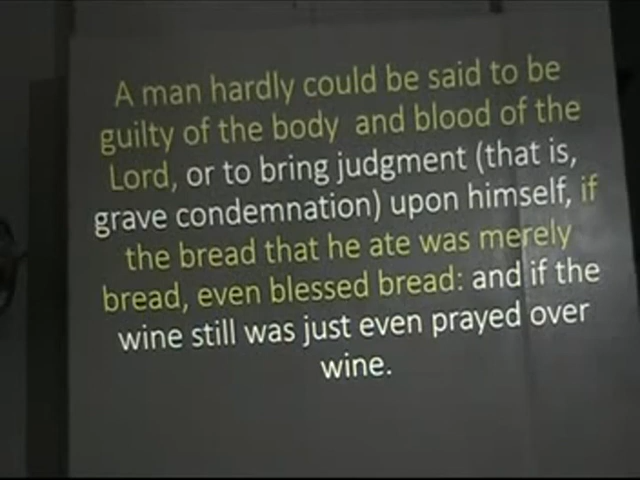 A man hardly could be said to be
guilty of the body and blood of the
Lord, or to bring judgment (that is,
grave condemnation) upon himself, if
the bread that he ate was merely
bread, even blessed bread: and if the
wine still was just even prayed over
wine.